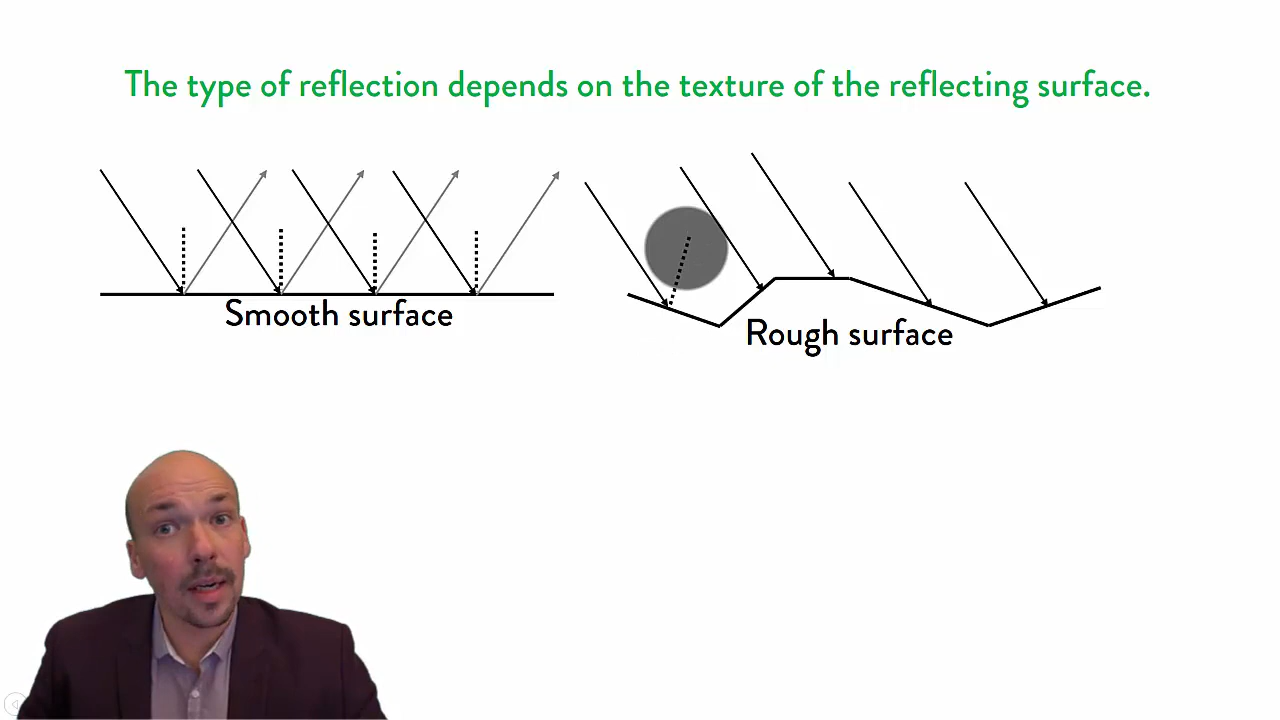 The type of reflection depends on the texture of the reflecting surface.
Smooth surface
Rough surface